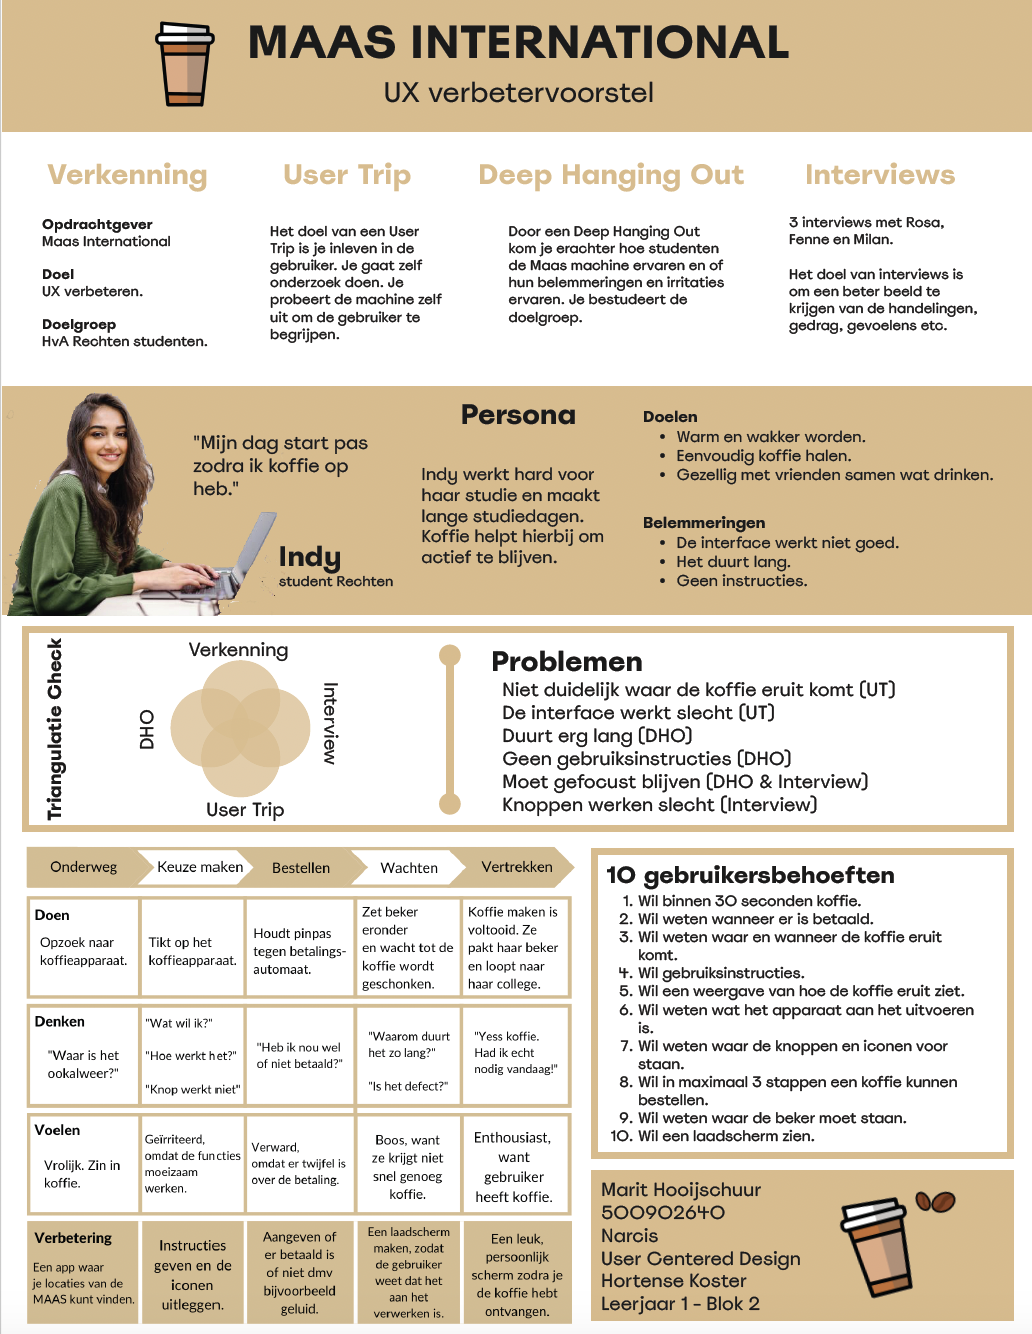 MAAS INTERNATIONAL
UX verbetervoorstel
Verkenning
Opdrachtgever
Maas International
Doel
UX verbeteren.
Doelgroep
HvA Rechten studenten.
User Trip
Het doel van een User
Trip is je inleven in de
gebruiker. Je gaat zelf
onderzoek doen. Je
probeert de machine zelf
uit om de gebruiker te
begrijpen.
Deep Hanging Out
Door een Deep Hanging Out
kom je erachter hoe studenten
de Maas machine ervaren en of
hun belemmeringen en irritaties
ervaren. Je bestudeert de
doelgroep.
Interviews
3 interviews met Rosa,
Fenne en Milan.
Het doel van interviews is
om een beter beeld te
krijgen van de handelingen,
gedrag, gevoelens etc.
"Mijn dag start pas
zodra ik koffie op
heb."
Indy
student Rechten
Persona
Indy werkt hard voor
haar studie en maakt
lange studiedagen.
Koffie helpt hierbij om
actief te blijven.
Doelen
• Warm en wakker worden.
• Eenvoudig koffie halen.
• Gezellig met vrienden samen wat drinken.
Belemmeringen
• De interface werkt niet goed.
• Het duurt lang.
• Geen instructies.
Triangulatie Check
Verkenning
DHO
Interview
User Trip
Problemen
Niet duidelijk waar de koffie eruit komt (UT)
De interface werkt slecht (UT)
Duurt erg lang (DHO)
Geen gebruiksinstructies (DHO)
Moet gefocust blijven (DHO & Interview)
Knoppen werken slecht (Interview)
Onderweg
Keuze maken
Bestellen
Wachten
Vertrekken
Doen
Opzoek naar
koffieapparaat.
Tikt op het
koffieapparaat.
Houdt pinpas
tegen betalings-
automaat.
Zet beker
eronder
en wacht tot de
koffie wordt
geschonken.
Koffie maken is
voltooid. Ze
pakt haar beker
en loopt naar
haar college.
Denken
"Waar is het
ookalweer?"
"Wat wil ik?"
"Hoe werkt het?"
"Knop werkt niet"
"Heb ik nou wel
of niet betaald?"
"Waarom duurt
het zo lang?"
"Is het defect?"
"Yess koffie.
Had ik echt
nodig vandaag!"
Voelen
Vrolijk. Zin in
koffie.
Geïrriteerd,
omdat de functies
moeizaam
werken.
Verward,
omdat er twijfel is
over de betaling.
Boos, want
ze krijgt niet
snel genoeg
koffie.
Enthousiast,
want
gebruiker
heeft koffie.
Verbetering
Een app waar
je locaties van de
MAAS kunt vinden.
Instructies
geven en de
iconen
uitleggen.
Aangeven of
er betaald is
of niet dmv
bijvoorbeeld
geluid.
Een laadscherm
maken, zodat
de gebruiker
weet dat het
aan het
verwerken is.
Een leuk,
persoonlijk
scherm zodra je
de koffie hebt
ontvangen.
10 gebruikersbehoeften
1. Wil binnen 30 seconden koffie.
2. Wil weten wanneer er is betaald.
3. Wil weten waar en wanneer de koffie eruit
komt.
4. Wil gebruiksinstructies.
5. Wil een weergave van hoe de koffie eruit ziet.
6. Wil weten wat het apparaat aan het uitvoeren
is.
7. Wil weten waar de knoppen en iconen voor
staan.
8. Wil in maximaal 3 stappen een koffie kunnen
bestellen.
9. Wil weten waar de beker moet staan.
10. Wil een laadscherm zien.
Marit Hooijschuur
500902640
Narcis
User Centered Design
Hortense Koster
Leerjaar 1 - Blok 2